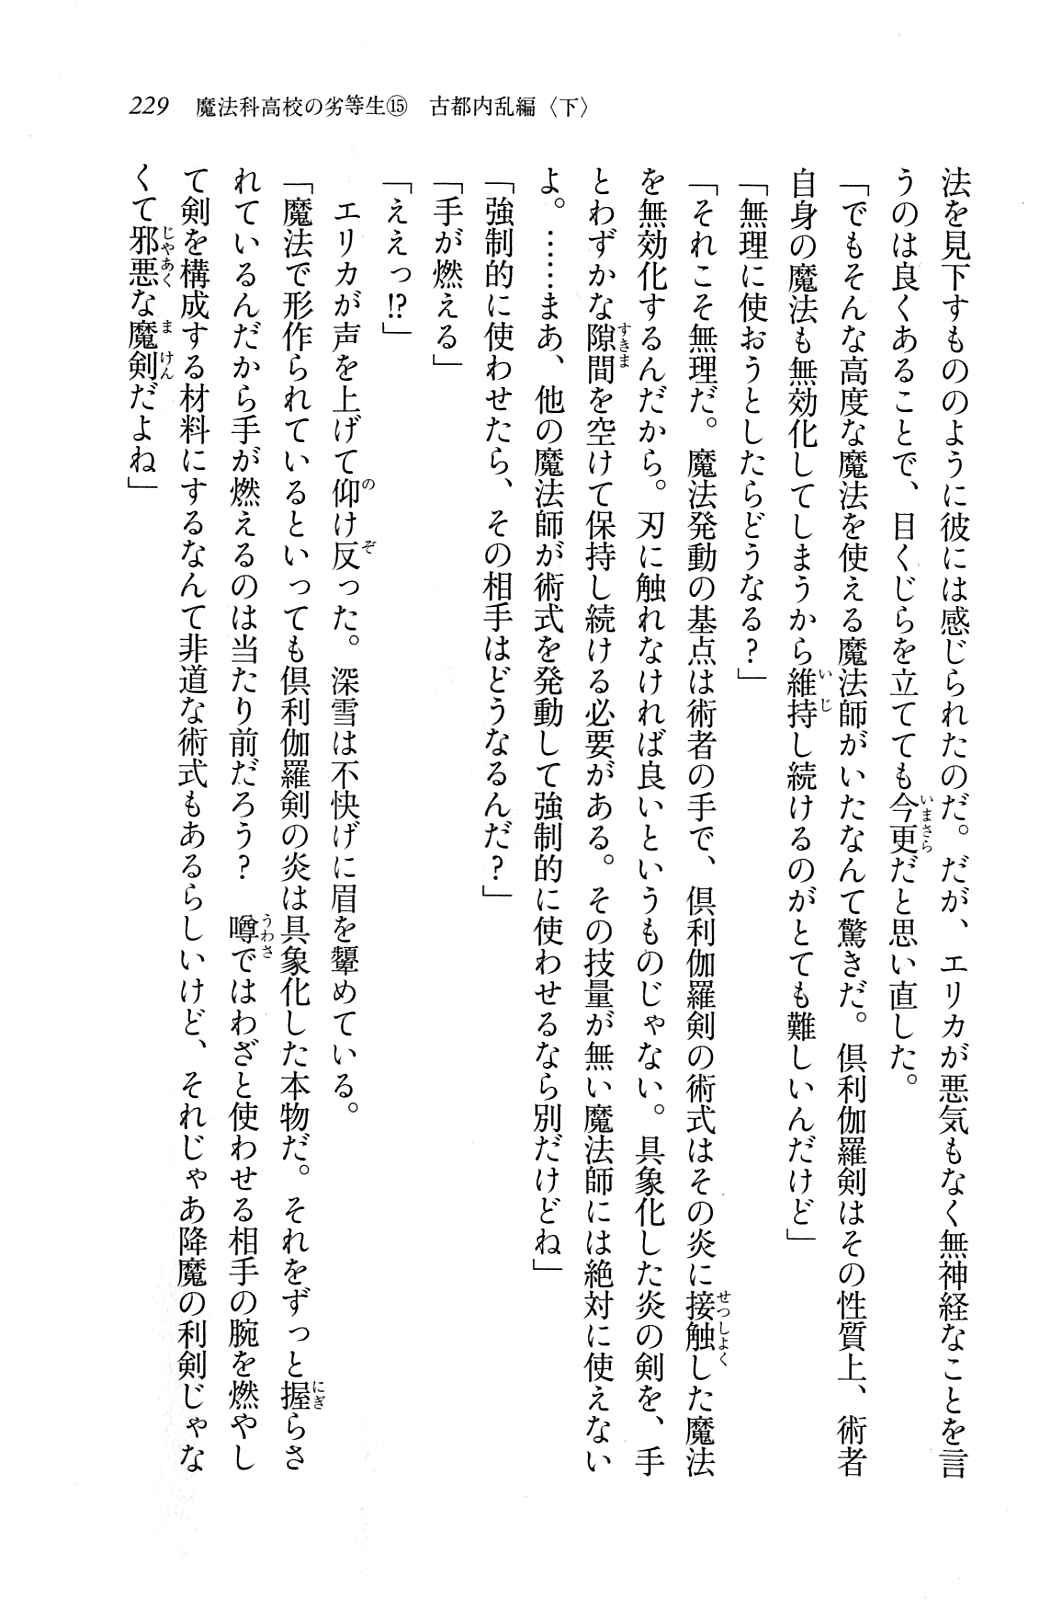 229　魔法科高校の劣等生⑮　古都内乱編〈下〉
法を見下すもののように彼には感じられたのだ。だが、エリカが悪気もなく無神経なことを言
うのは良くあることで、目くじらを立てても今更だと思い直した。
「でもそんな高度な魔法を使える魔法師がいたなんて驚きだ。倶利伽羅剣はその性質上、術者
自身の魔法も無効化してしまうから維持し続けるのがとても難しいんだけど」
「無理に使おうとしたらどうなる？」
「それこそ無理だ。魔法発動の基点は術者の手で、倶利伽羅剣の術式はその炎に接触した魔法
を無効化するんだから。刃に触れなければ良いというものじゃない。具象化した炎の剣を、手
とわずかな隙間を空けて保持し続ける必要がある。その技量が無い魔法師には絶対に使えない
よ。……まあ、他の魔法師が術式を発動して強制的に使わせるなら別だけどね」
「強制的に使わせたら、その相手はどうなるんだ？」
「手が燃える」
「ええっ!?」
　エリカが声を上げて仰け反った。深雪は不快げに眉を顰めている。
「魔法で形作られているといっても倶利伽羅剣の炎は具象化した本物だ。それをずっと握らさ
れているんだから手が燃えるのは当たり前だろう？　噂ではわざと使わせる相手の腕を燃やし
て剣を構成する材料にするなんて非道な術式もあるらしいけど、それじゃあ降魔の利剣じゃな
くて邪悪な魔剣だよね」